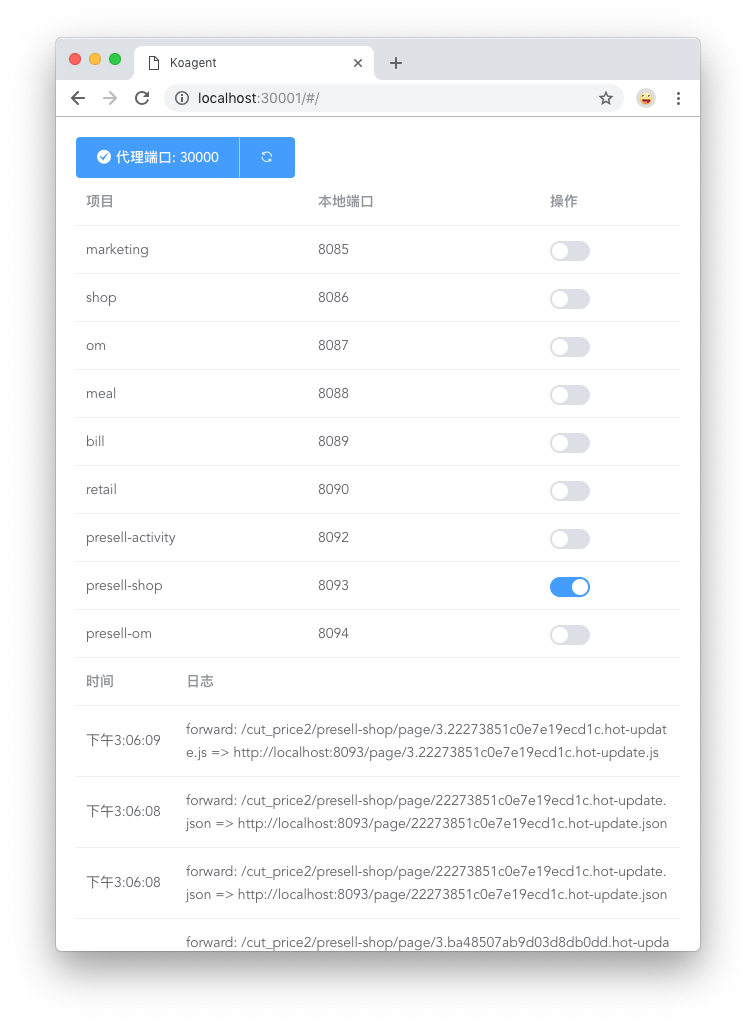 Koagent
localhost:30001/#/
代理端口: 30000
项目 本地端口 操作
marketing 8085
shop 8086
om 8087
meal 8088
bill 8089
retail 8090
presell-activity 8092
presell-shop 8093
presell-om 8094
时间 日志
下午3:06:09 forward: /cut_price2/presell-shop/page/3.22273851c0e7e19ecd1c.hot-updat
e.js => http://localhost:8093/page/3.22273851c0e7e19ecd1c.hot-update.js
下午3:06:08 forward: /cut_price2/presell-shop/page/22273851c0e7e19ecd1c.hot-update.
json => http://localhost:8093/page/22273851c0e7e19ecd1c.hot-update.json
下午3:06:08 forward: /cut_price2/presell-shop/page/22273851c0e7e19ecd1c.hot-update.
json => http://localhost:8093/page/22273851c0e7e19ecd1c.hot-update.json
forward: /cut_price2/presell-shop/page/3.ba48507ab9d03d8db0dd.hot-upda